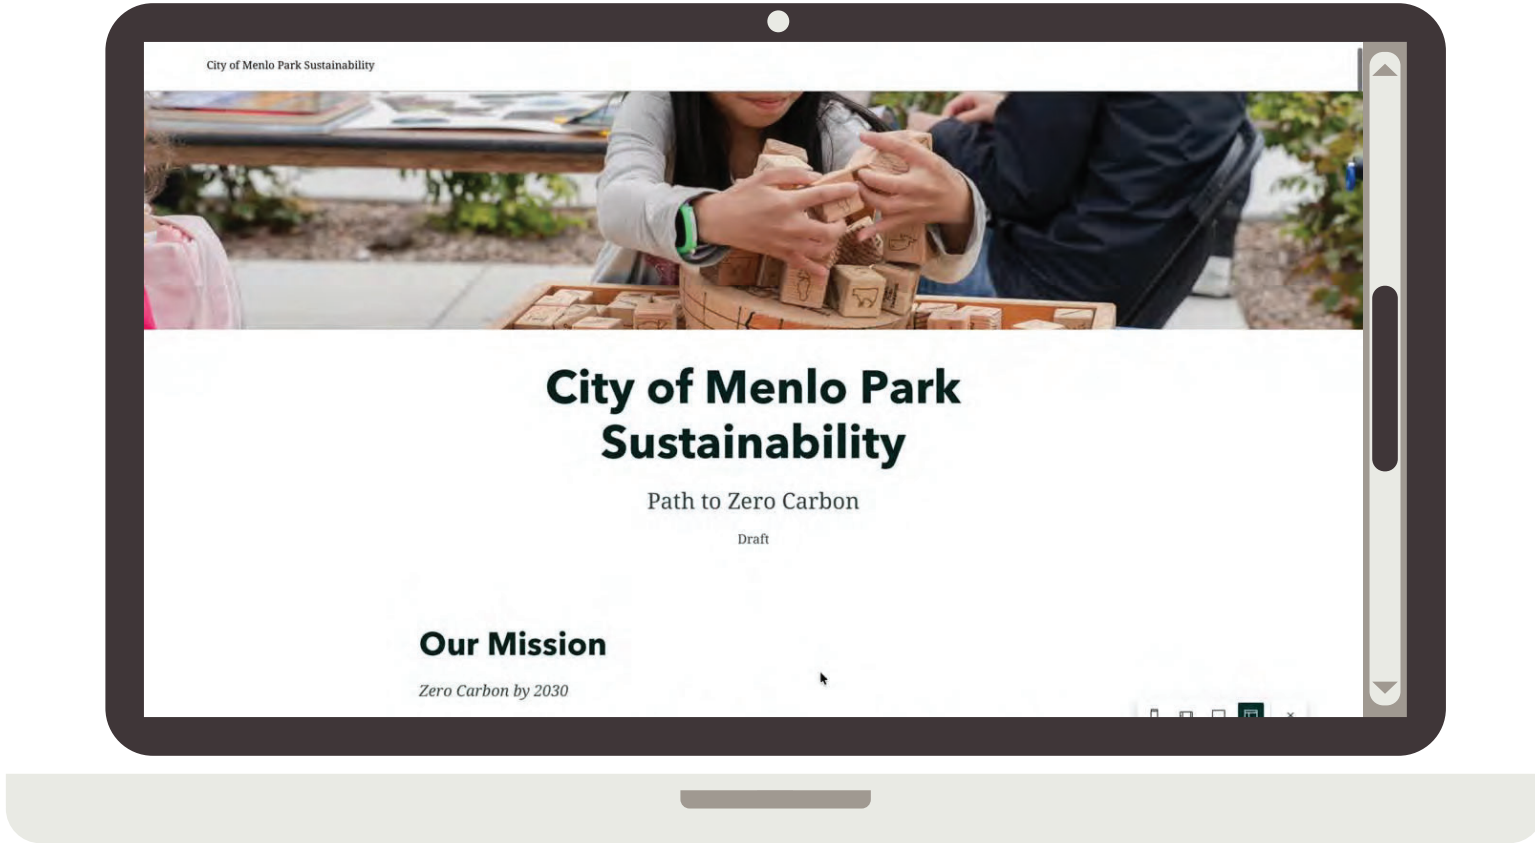 City of Menlo Park Sustainability
City of Menlo Park
Sustainability
Path to Zero Carbon
Draft
Our Mission
Zero Carbon by 2030